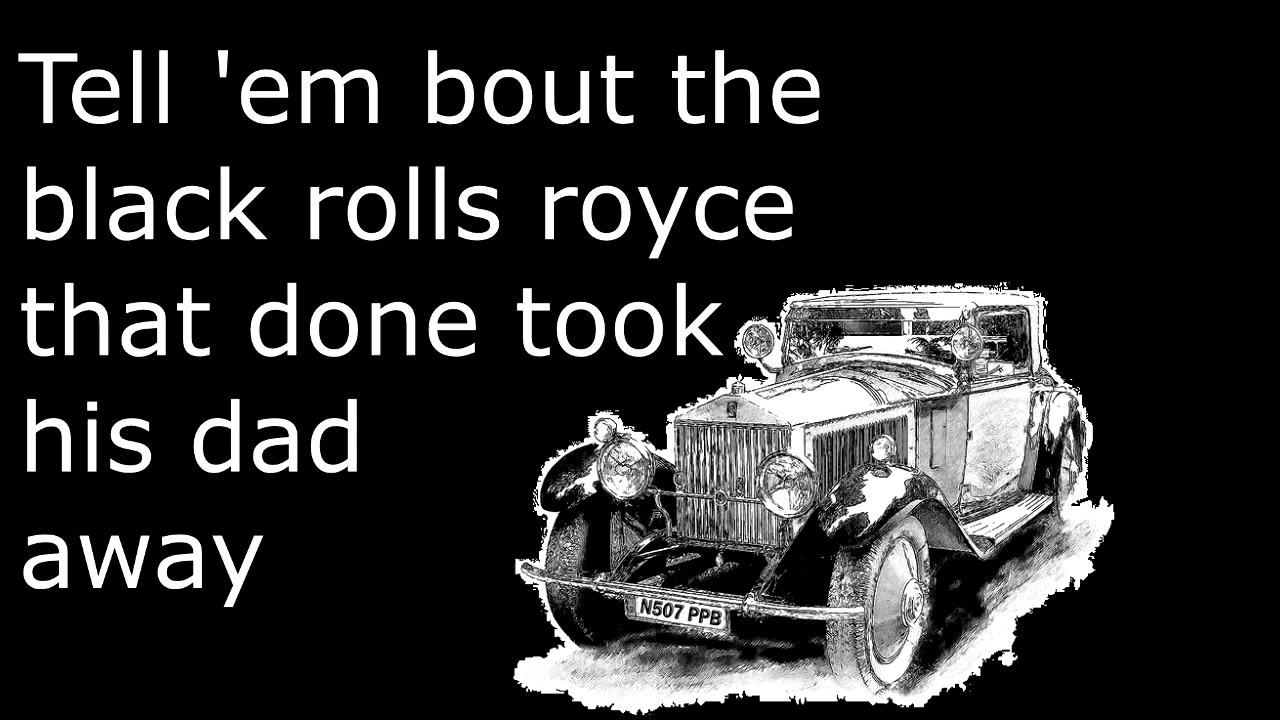 Tell 'em bout the
black rolls royce
that done took
his dad
away
N507 PPB